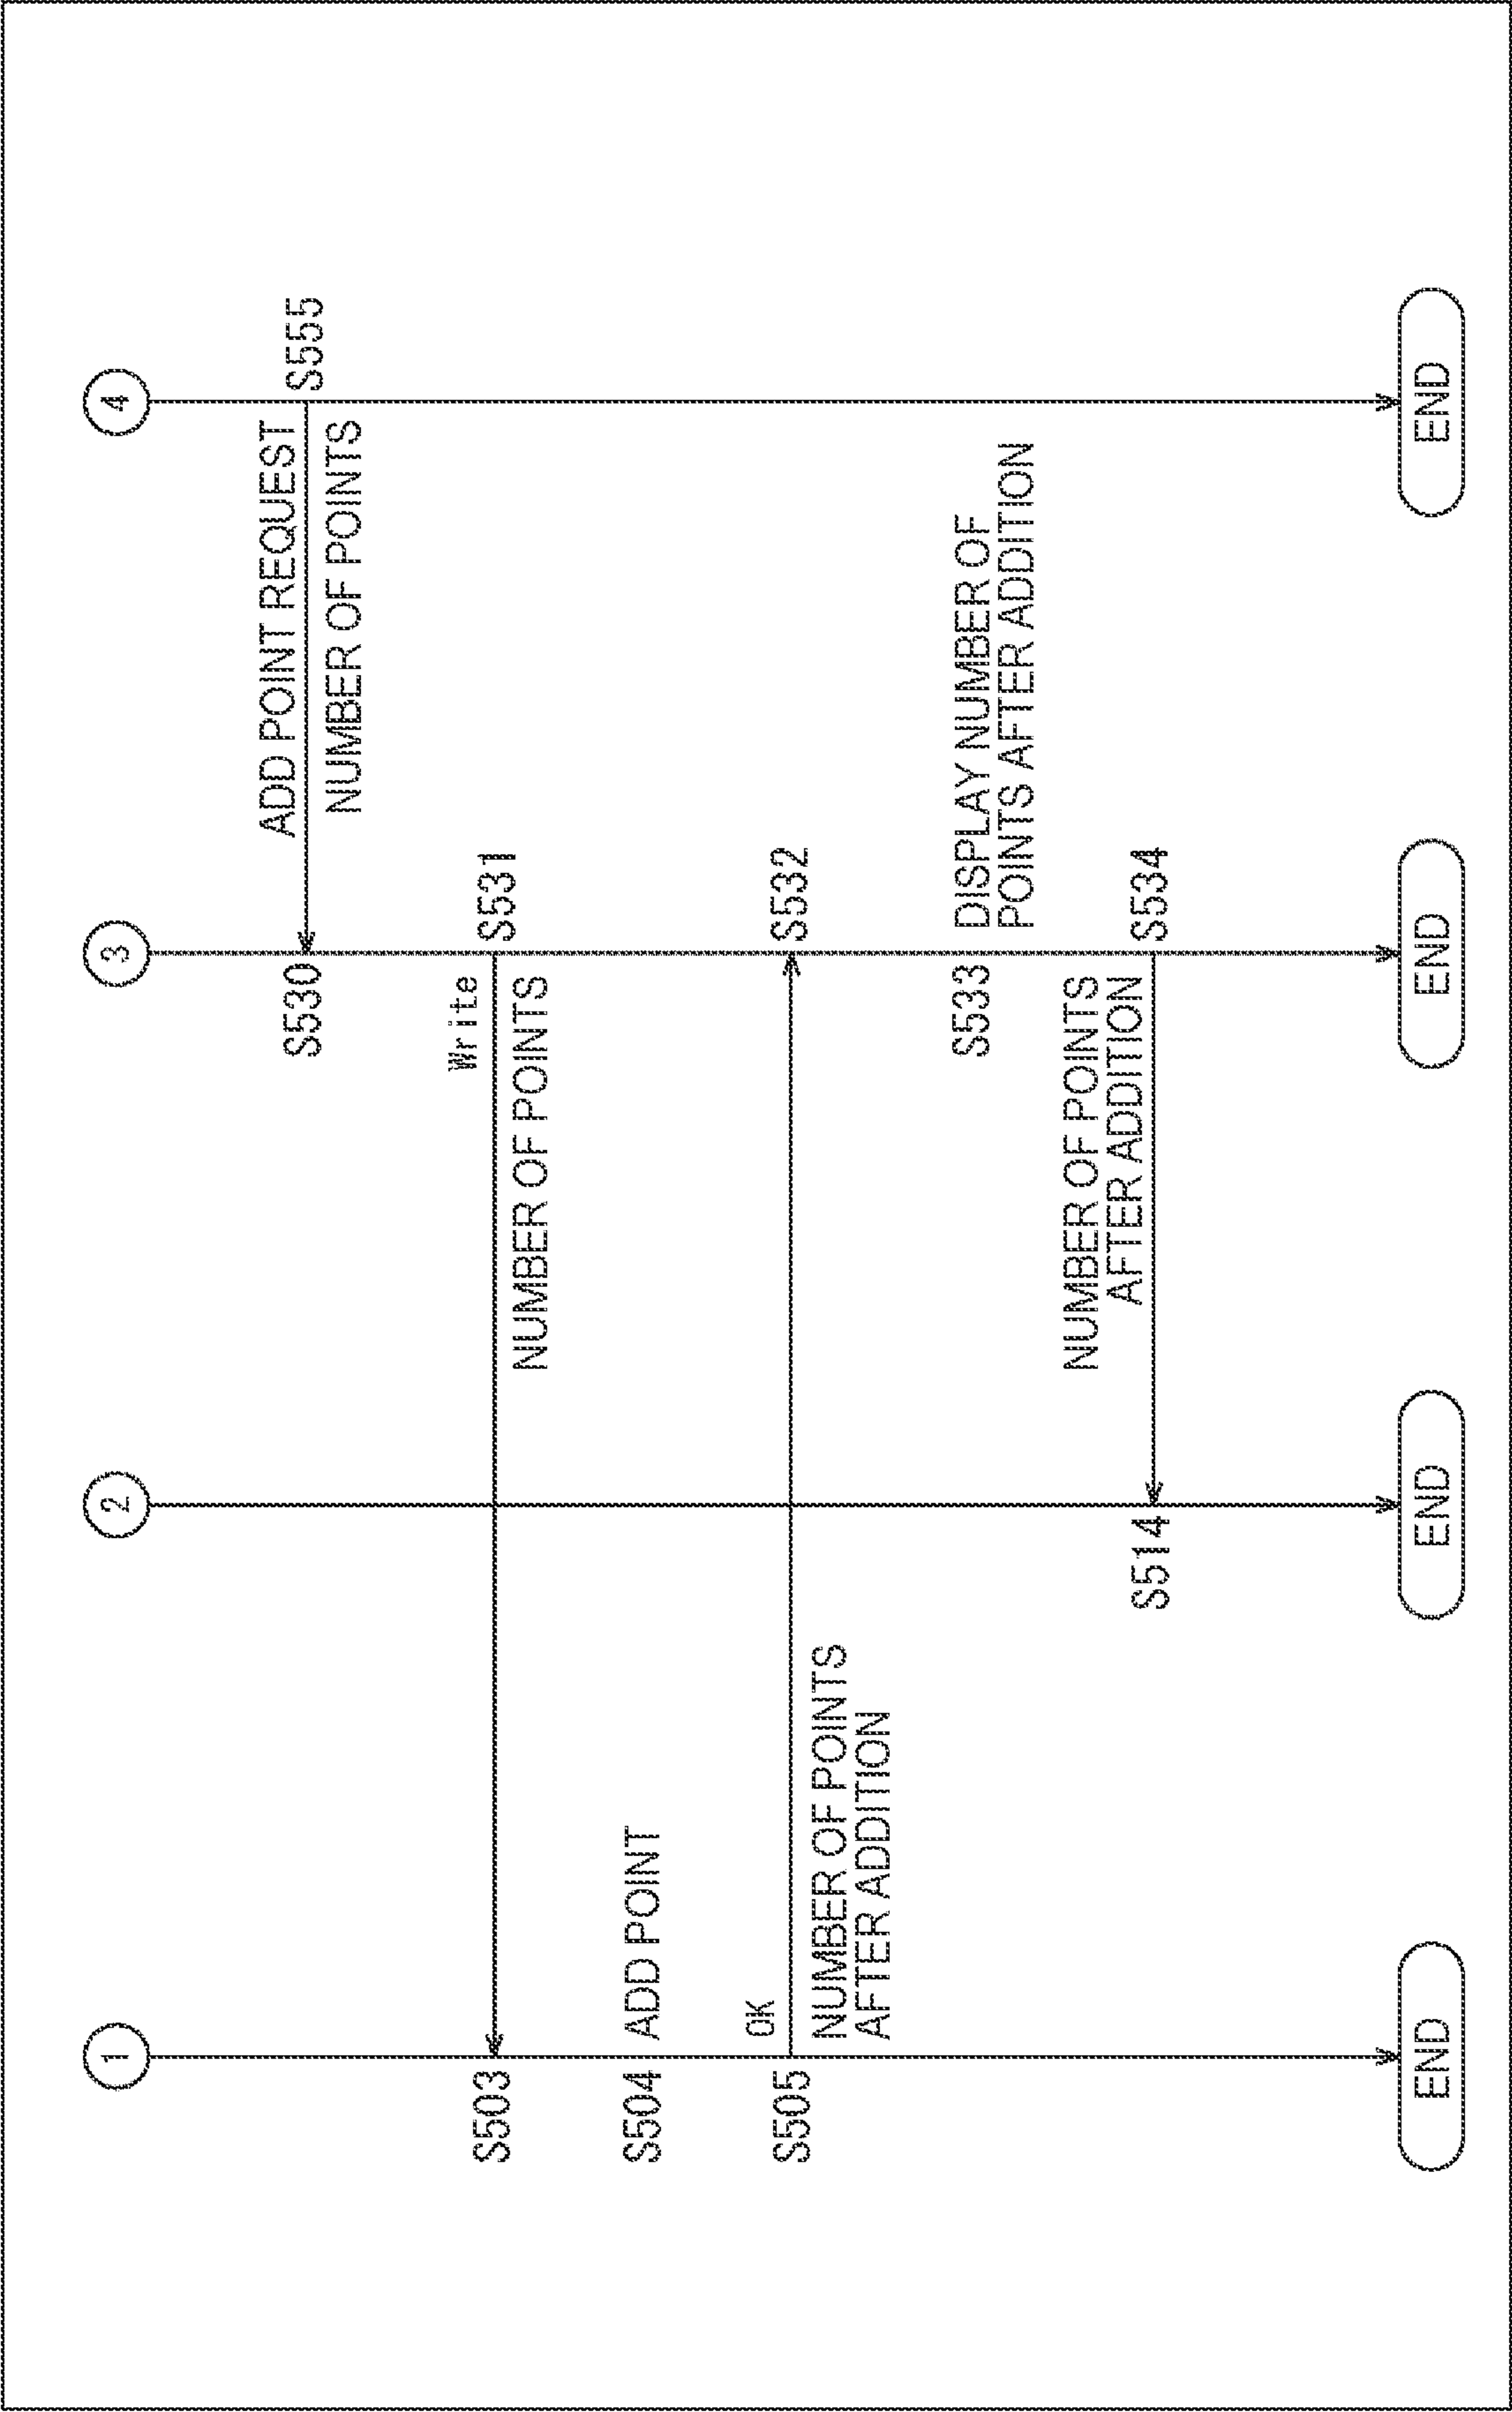 1
2
3
4
ADD POINT REQUEST
S530
S555
NUMBER OF POINTS
Write
S503
S531
NUMBER OF POINTS
S504
ADD POINT
OK
S505
S532
NUMBER OF POINTS
AFTER ADDITION
S533
DISPLAY NUMBER OF
POINTS AFTER ADDITION
NUMBER OF POINTS
AFTER ADDITION
S514
S534
END
END
END
END